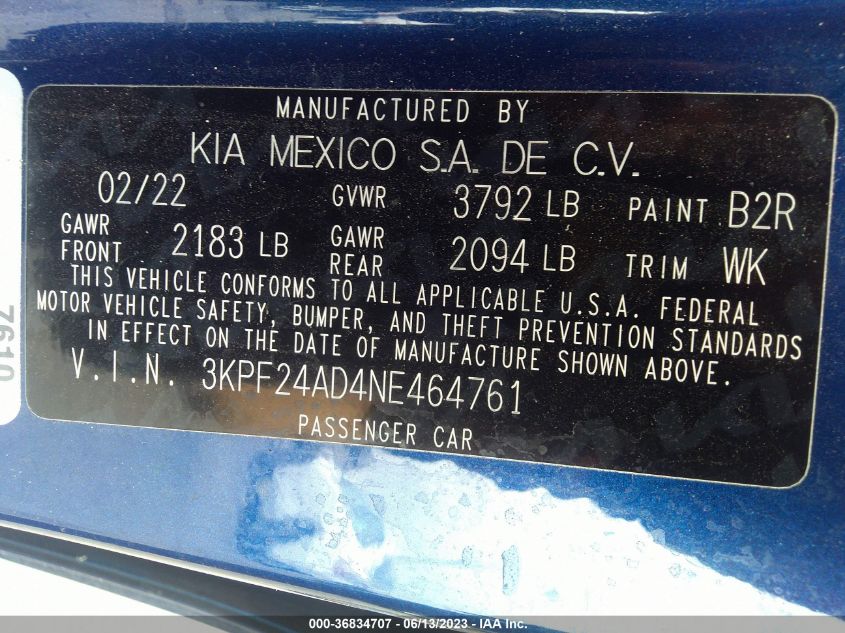 MANUFACTURED BY
KIA MEXICO S.A. DE C.V.
02/22 GVWR 3792 LB PAINT B2R
GAWR FRONT 2183 LB GAWR REAR 2094 LB TRIM WK
THIS VEHICLE CONFORMS TO ALL APPLICABLE U.S.A. FEDERAL
MOTOR VEHICLE SAFETY, BUMPER, AND THEFT PREVENTION STANDARDS
IN EFFECT ON THE DATE OF MANUFACTURE SHOWN ABOVE.
V.I.N. 3KPF24AD4NE464761
PASSENGER CAR
7610
000-36834707 - 06/13/2023 - IAA Inc.